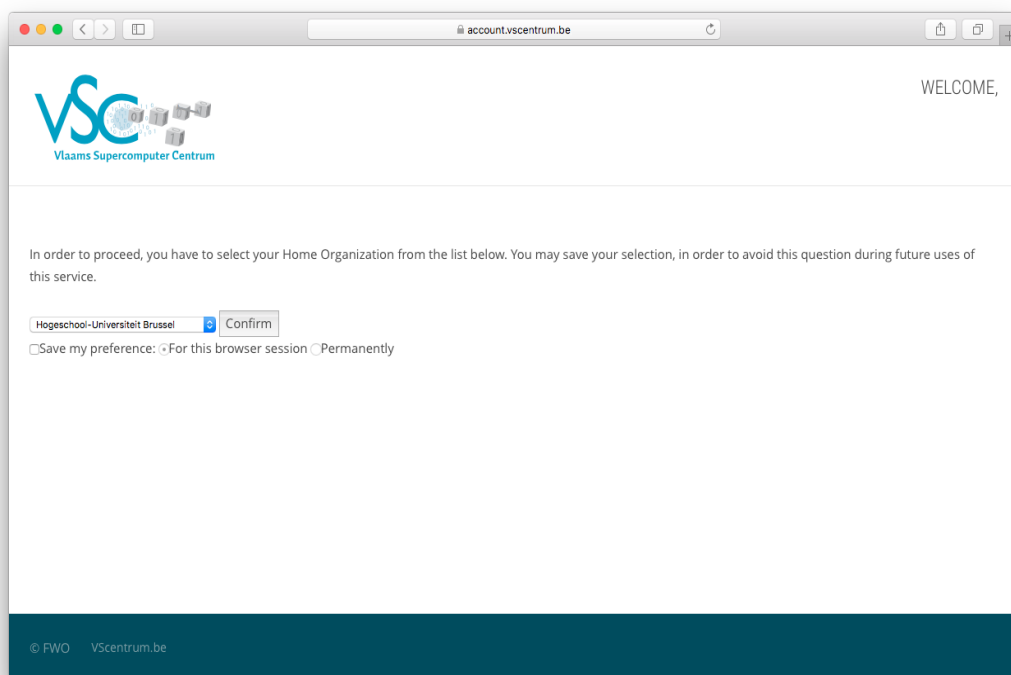 account.vscentrum.be
WELCOME,
VSC
Vlaams Supercomputer Centrum
In order to proceed, you have to select your Home Organization from the list below. You may save your selection, in order to avoid this question during future uses of
this service.
Hogeschool-Universiteit Brussel Confirm
Save my preference: For this browser session Permanently
© FWO VScentrum.be